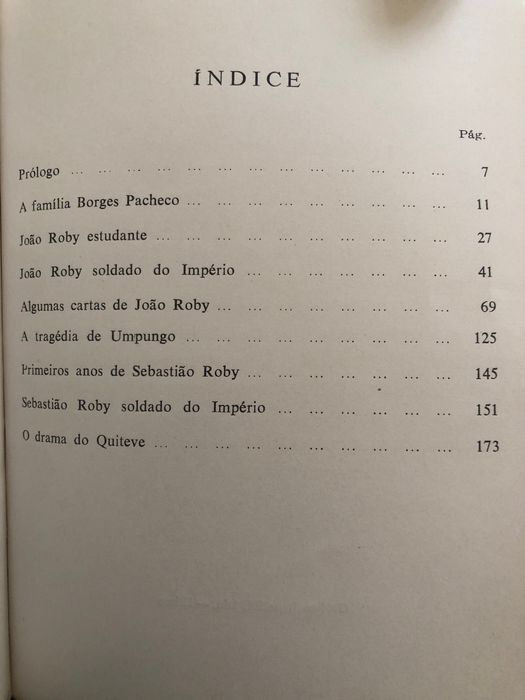 ÍNDICE
Pág.
Prólogo ... ... ... ... ... ... ... ... ... ... ... ... ... 7
A família Borges Pacheco ... ... ... ... ... ... ... ... 11
João Roby estudante ... ... ... ... ... ... ... ... ... ... 27
João Roby soldado do Império ... ... ... ... ... ... ... 41
Algumas cartas de João Roby ... ... ... ... ... ... ... ... 69
A tragédia de Umpungo ... ... ... ... ... ... ... ... ... 125
Primeiros anos de Sebastião Roby ... ... ... ... ... ... ... 145
Sebastião Roby soldado do Império ... ... ... ... ... ... 151
O drama do Quiteve ... ... ... ... ... ... ... ... ... ... 173